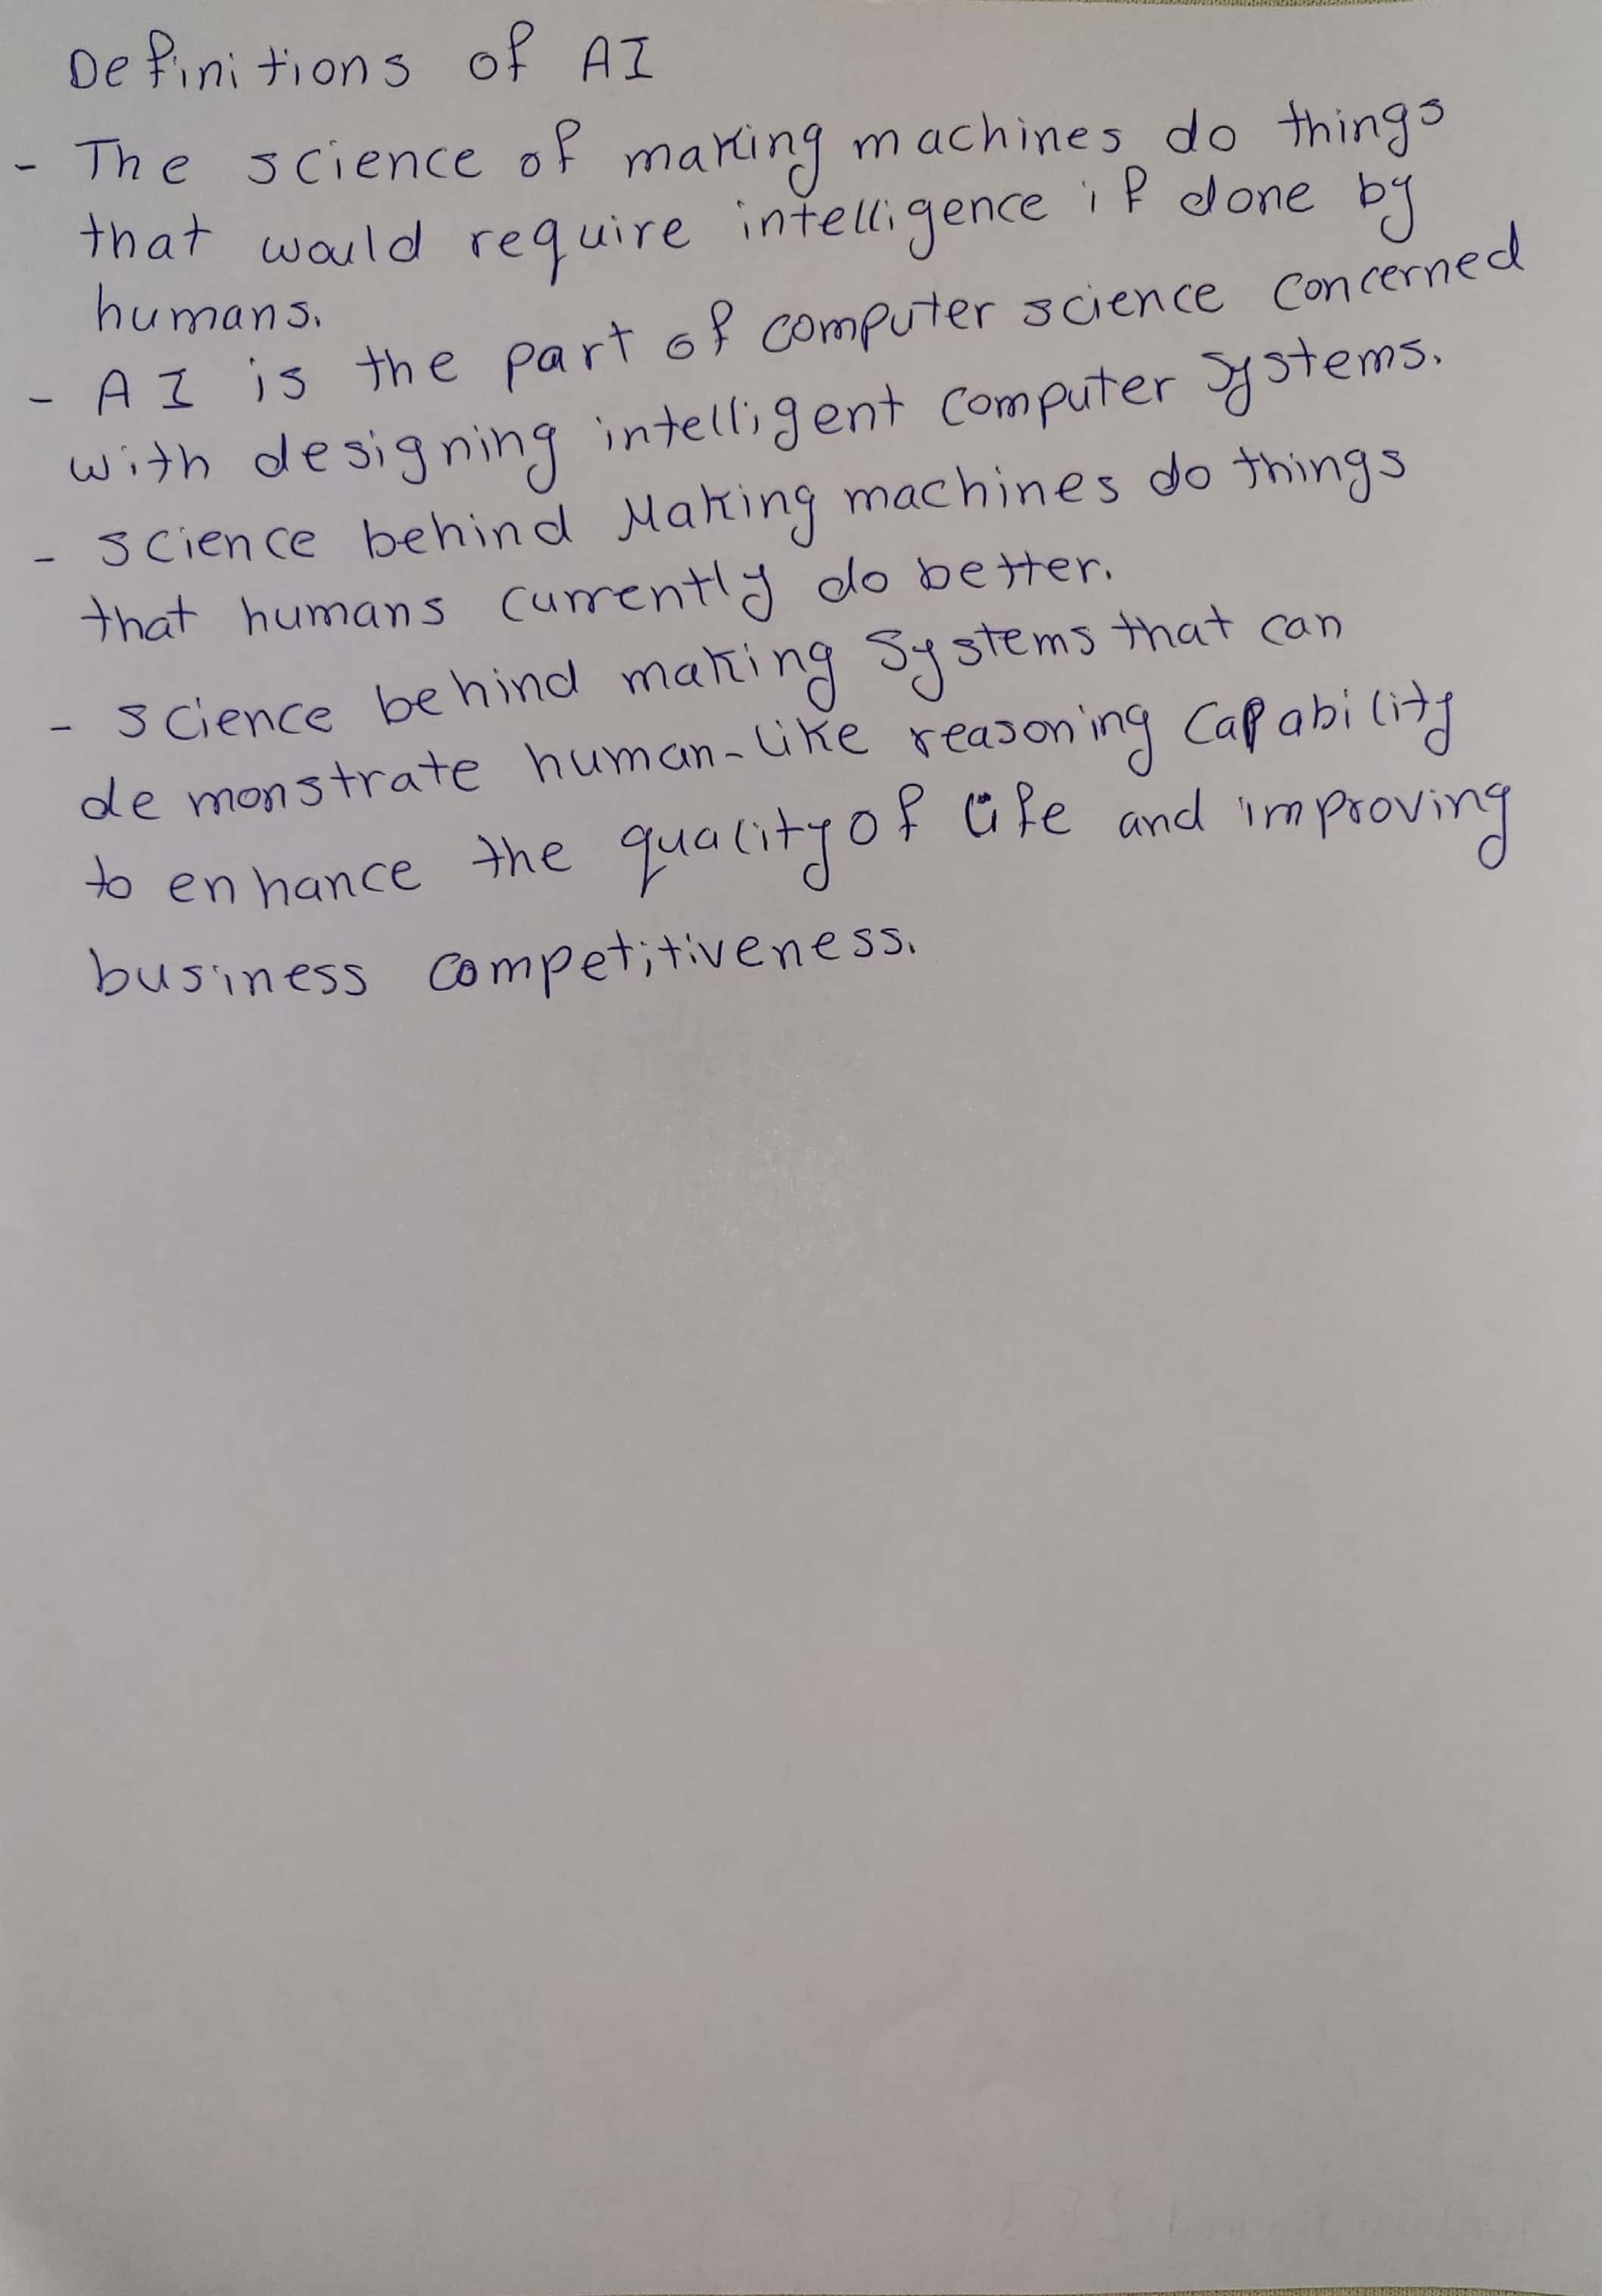 Definitions of AI
- The science of making machines do things
that would require intelligence if done by
humans.
- AI is the part of computer science concerned
with designing intelligent computer systems.
- science behind Making machines do things
that humans currently do better.
- science behind making systems that can
demonstrate human-like reasoning capability
to enhance the quality of life and improving
business competitiveness.